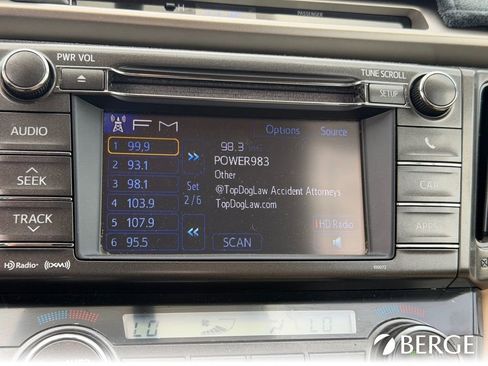 PASSENGER
PWR VOL
TUNE SCROLL
SETUP
AUDIO
SEEK
TRACK
HD Radio
CAR
APPS
FM
Options
Source
1 99.9
2 93.1
3 98.1
4 103.9
5 107.9
6 95.5
Set
2/6
98.3
POWER983
Other
@TopDogLaw Accident Attorneys
TopDogLaw.com
SCAN
HD Radio
LO
LO
BERGE